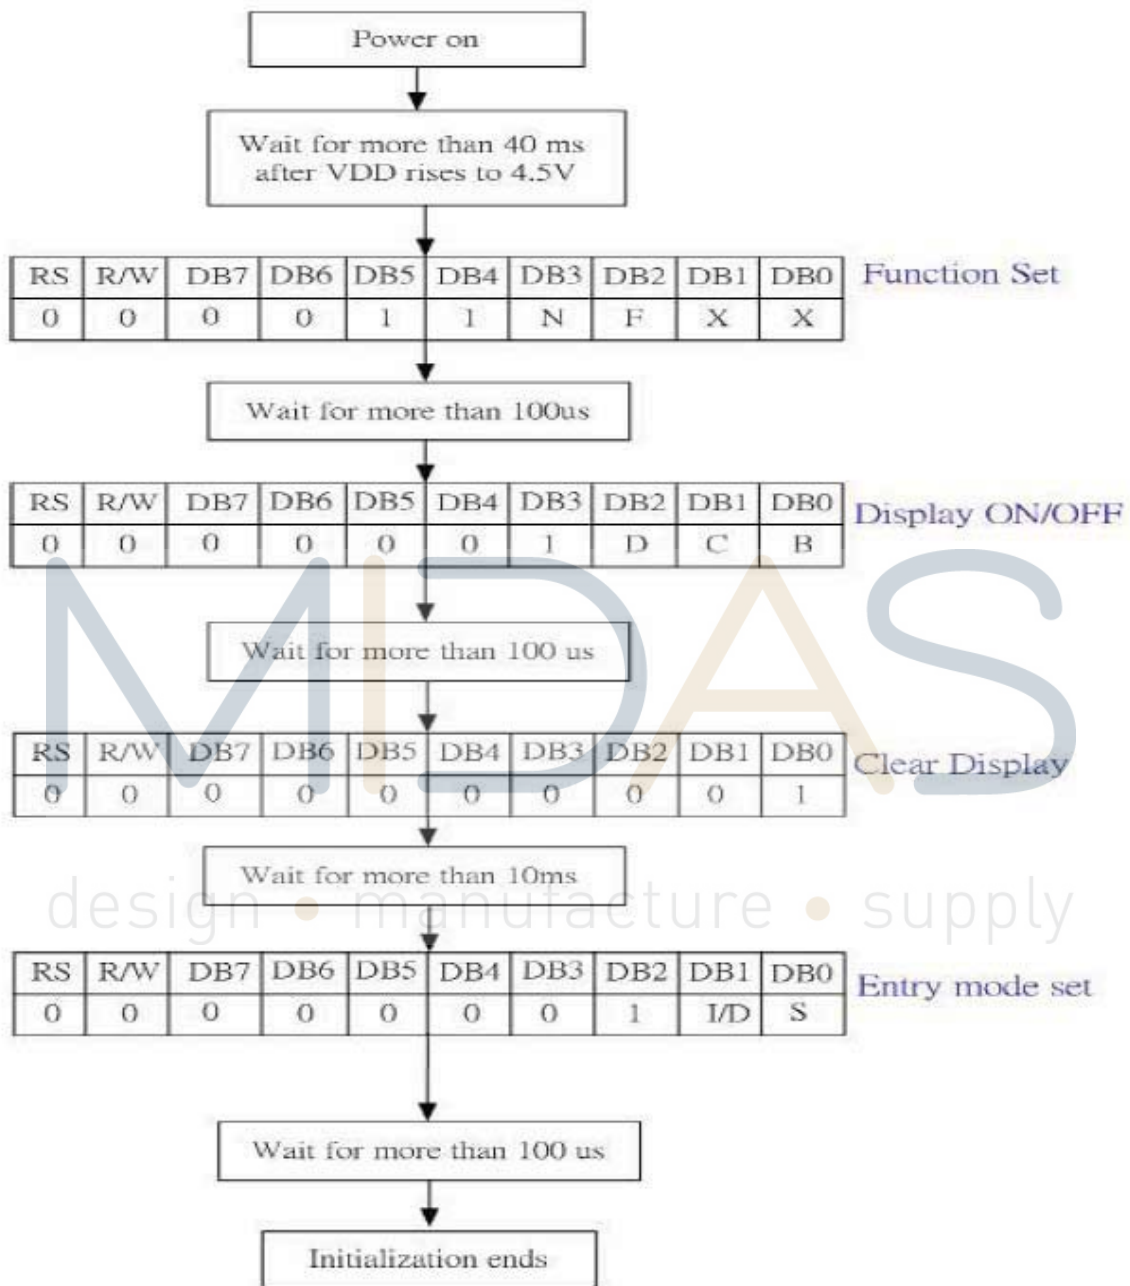 Power on
Wait for more than 40 ms
after VDD rises to 4.5V
RS R/W DB7 DB6 DB5 DB4 DB3 DB2 DB1 DB0 Function Set
0 0 0 0 1 1 N F X X
Wait for more than 100us
RS R/W DB7 DB6 DB5 DB4 DB3 DB2 DB1 DB0 Display ON/OFF
0 0 0 0 0 0 1 D C B
MIDAS
Wait for more than 100 us
RS R/W DB7 DB6 DB5 DB4 DB3 DB2 DB1 DB0 Clear Display
0 0 0 0 0 0 0 0 0 1
Wait for more than 10ms
design • manufacture • supply
RS R/W DB7 DB6 DB5 DB4 DB3 DB2 DB1 DB0 Entry mode set
0 0 0 0 0 0 0 1 I/D S
Wait for more than 100 us
Initialization ends